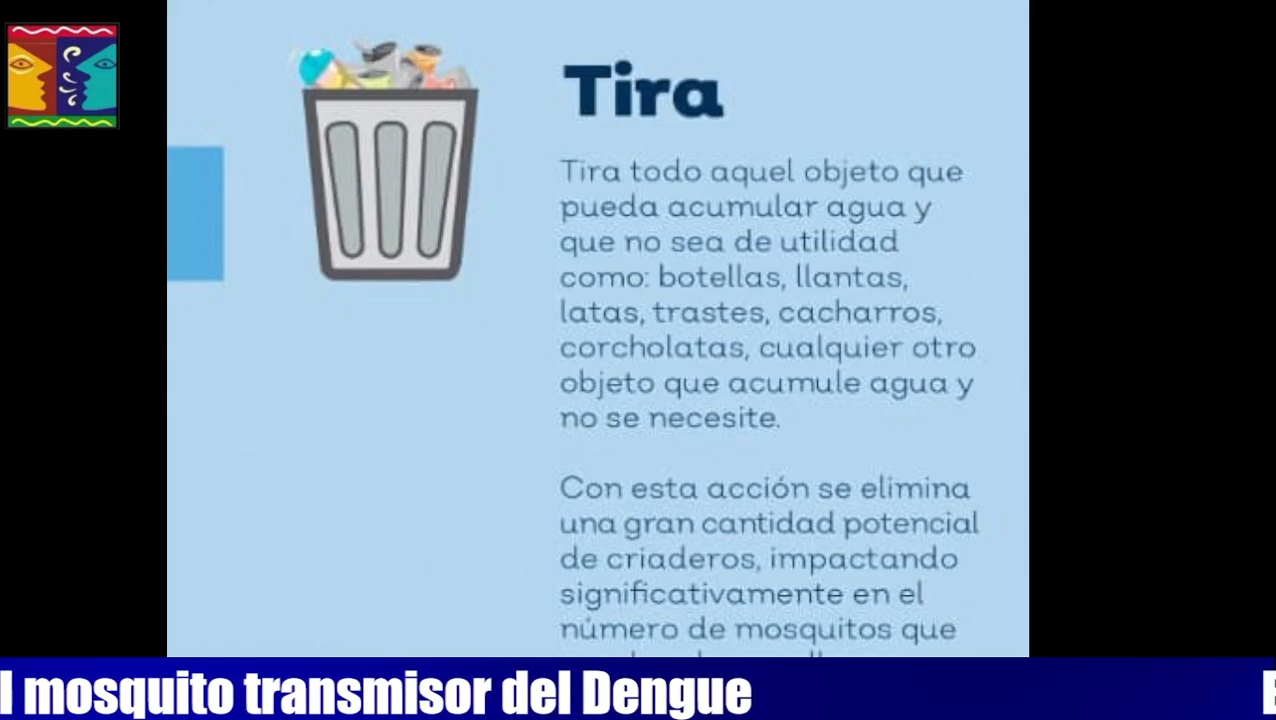 Tira
Tira todo aquel objeto que
pueda acumular agua y
que no sea de utilidad
como: botellas, llantas,
latas, trastes, cacharros,
corcholatas, cualquier otro
objeto que acumule agua y
no se necesite.
Con esta acción se elimina
una gran cantidad potencial
de criaderos, impactando
significativamente en el
número de mosquitos que
l mosquito transmisor del Dengue